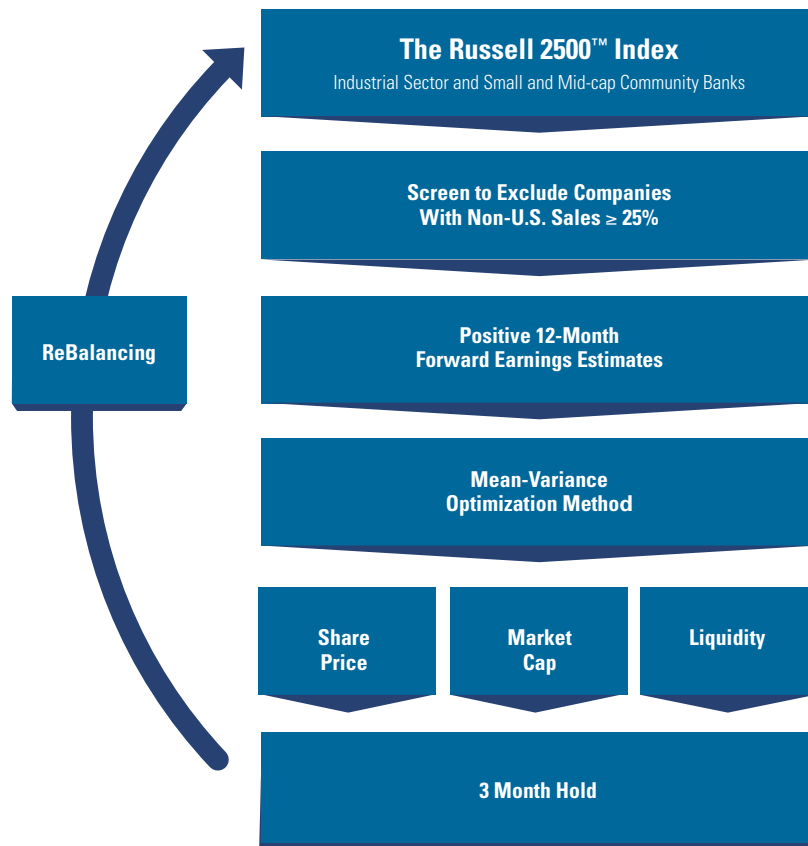 The Russell 2500™ Index
Industrial Sector and Small and Mid-cap Community Banks
Screen to Exclude Companies
With Non-U.S. Sales ≥ 25%
ReBalancing
Positive 12-Month
Forward Earnings Estimates
Mean-Variance
Optimization Method
Share
Price
Market
Cap
Liquidity
3 Month Hold